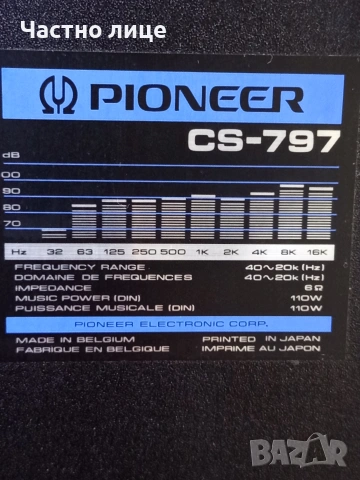 Частно лице
PIONEER
CS-797
dB
00
90
80
70
Hz 32 63 125 250 500 1K 2K 4K 8K 16K
FREQUENCY RANGE 40~20k (Hz)
DOMAINE DE FREQUENCES 40~20k (Hz)
IMPEDANCE 6Ω
MUSIC POWER (DIN) 110W
PUISSANCE MUSICALE (DIN) 110W
PIONEER ELECTRONIC CORP.
MADE IN BELGIUM PRINTED IN JAPAN
FABRIQUE EN BELGIQUE IMPRIME AU JAPON
BAZAR